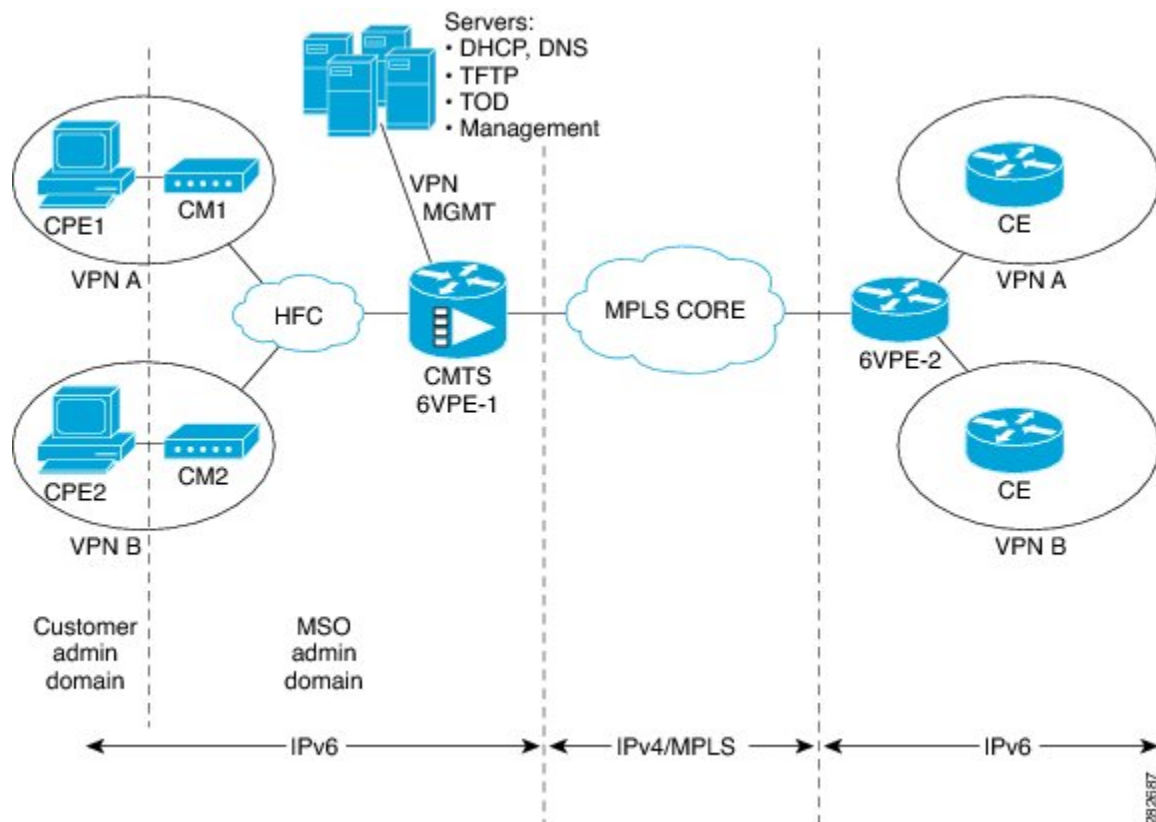 Servers:
• DHCP, DNS
• TFTP
• TOD
• Management
VPN
MGMT
CPE1
CM1
VPN A
HFC
CMTS
6VPE-1
MPLS CORE
6VPE-2
CE
VPN A
CPE2
CM2
VPN B
CE
VPN B
Customer
admin
domain
MSO
admin
domain
IPv6
IPv4/MPLS
IPv6
282687